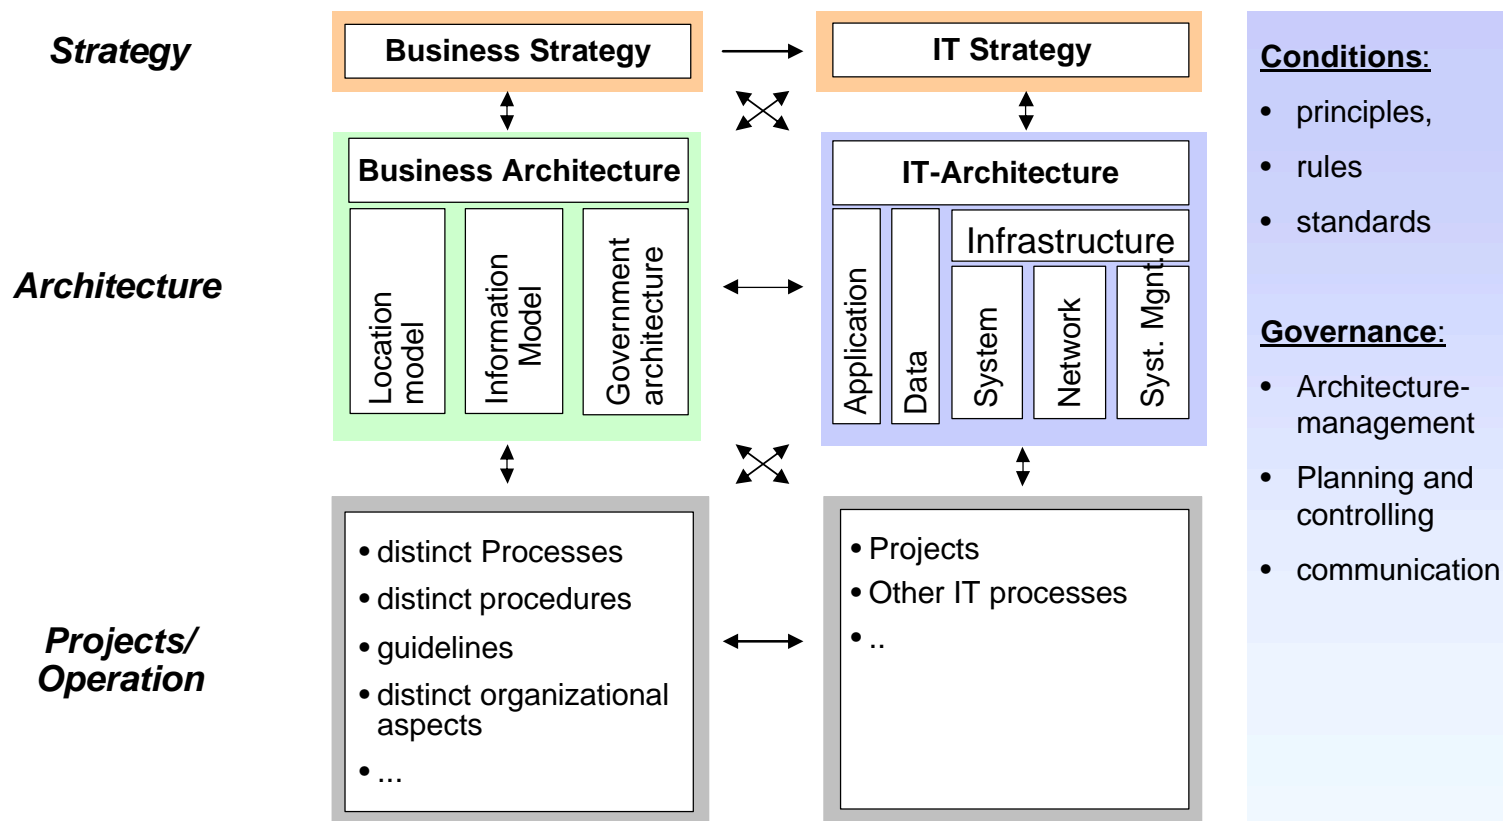 Strategy
Business Strategy
IT Strategy
Architecture
Business Architecture
Location
model
Information
Model
Government
architecture
IT-Architecture
Application
Data
Infrastructure
System
Network
Syst. Mgnt.
Projects/
Operation
• distinct Processes
• distinct procedures
• guidelines
• distinct organizational
aspects
• ...
• Projects
• Other IT processes
• ..
Conditions:
• principles,
• rules
• standards
Governance:
• Architecture-
management
• Planning and
controlling
• communication